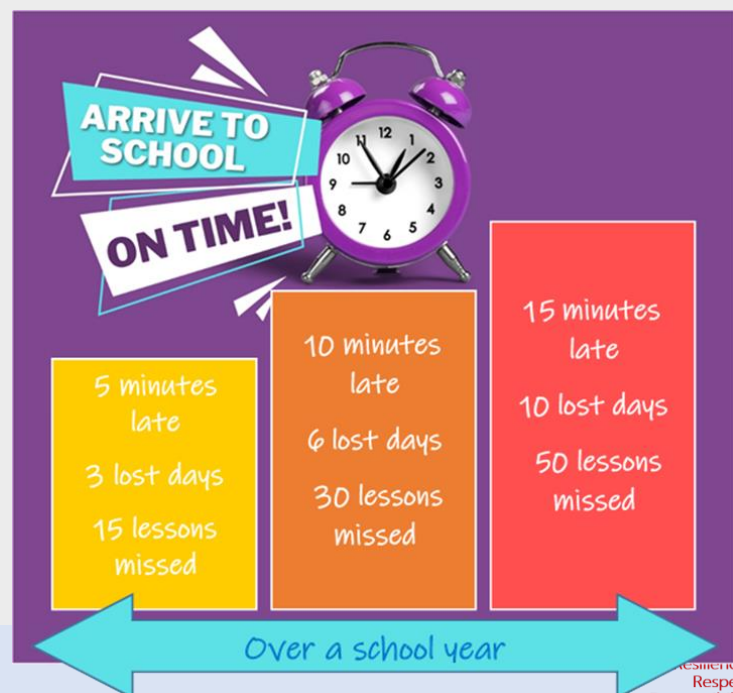 ARRIVE TO
SCHOOL
ON TIME!
12
1
2
3
4
5
6
7
8
9
10
11
5 minutes
late
3 lost days
15 lessons
missed
10 minutes
late
6 lost days
30 lessons
missed
15 minutes
late
10 lost days
50 lessons
missed
Over a school year